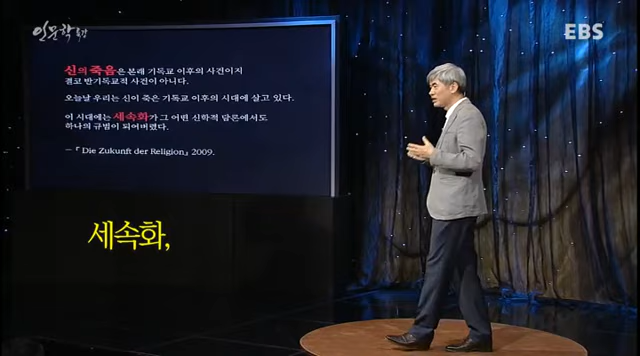 인문학 특강
EBS
신의 죽음은 본래 기독교 이후의 사건이지
결코 반기독교적 사건이 아니다.
오늘날 우리는 신이 죽은 기독교 이후의 시대에 살고 있다.
이 시대에는 세속화가 그 어떤 신학적 담론에서도
하나의 규범이 되어버렸다.
–『Die Zukunft der Religion』 2009.
세속화,